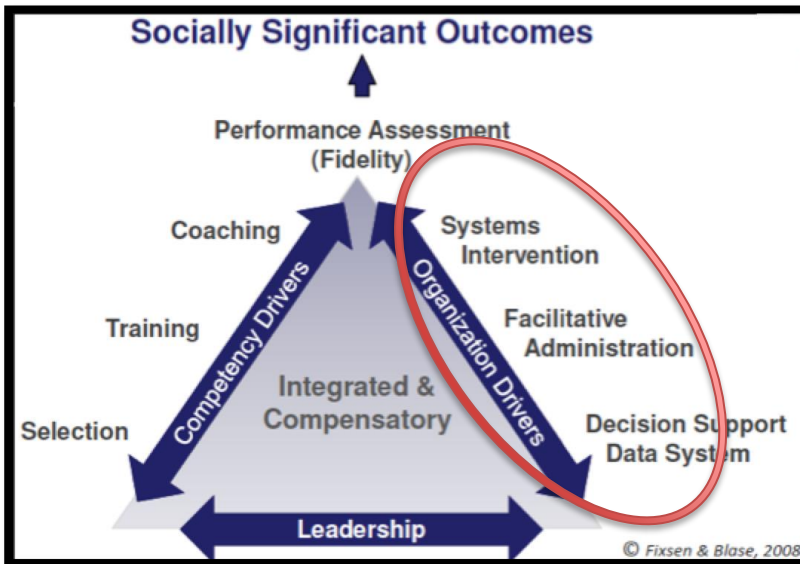 Socially Significant Outcomes
Performance Assessment
(Fidelity)
Coaching
Training
Selection
Competency Drivers
Integrated &
Compensatory
Organization Drivers
Systems
Intervention
Facilitative
Administration
Decision Support
Data System
Leadership
© Fixsen & Blase, 2008